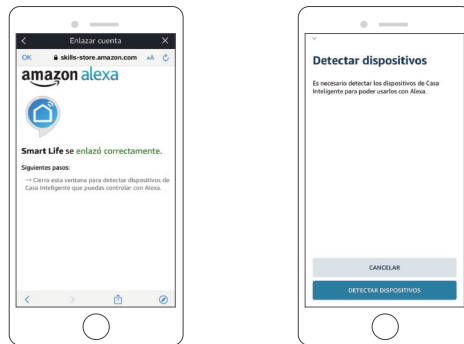 Enlazar cuenta
OK skills-store.amazon.com AA
amazon alexa
Smart Life se enlazó correctamente.
Siguientes pasos:
→ Cierra esta ventana para detectar dispositivos de
Casa Inteligente que puedas controlar con Alexa.
Detectar dispositivos
Es necesario detectar los dispositivos de Casa
Inteligente para poder usarlos con Alexa.
CANCELAR
DETECTAR DISPOSITIVOS